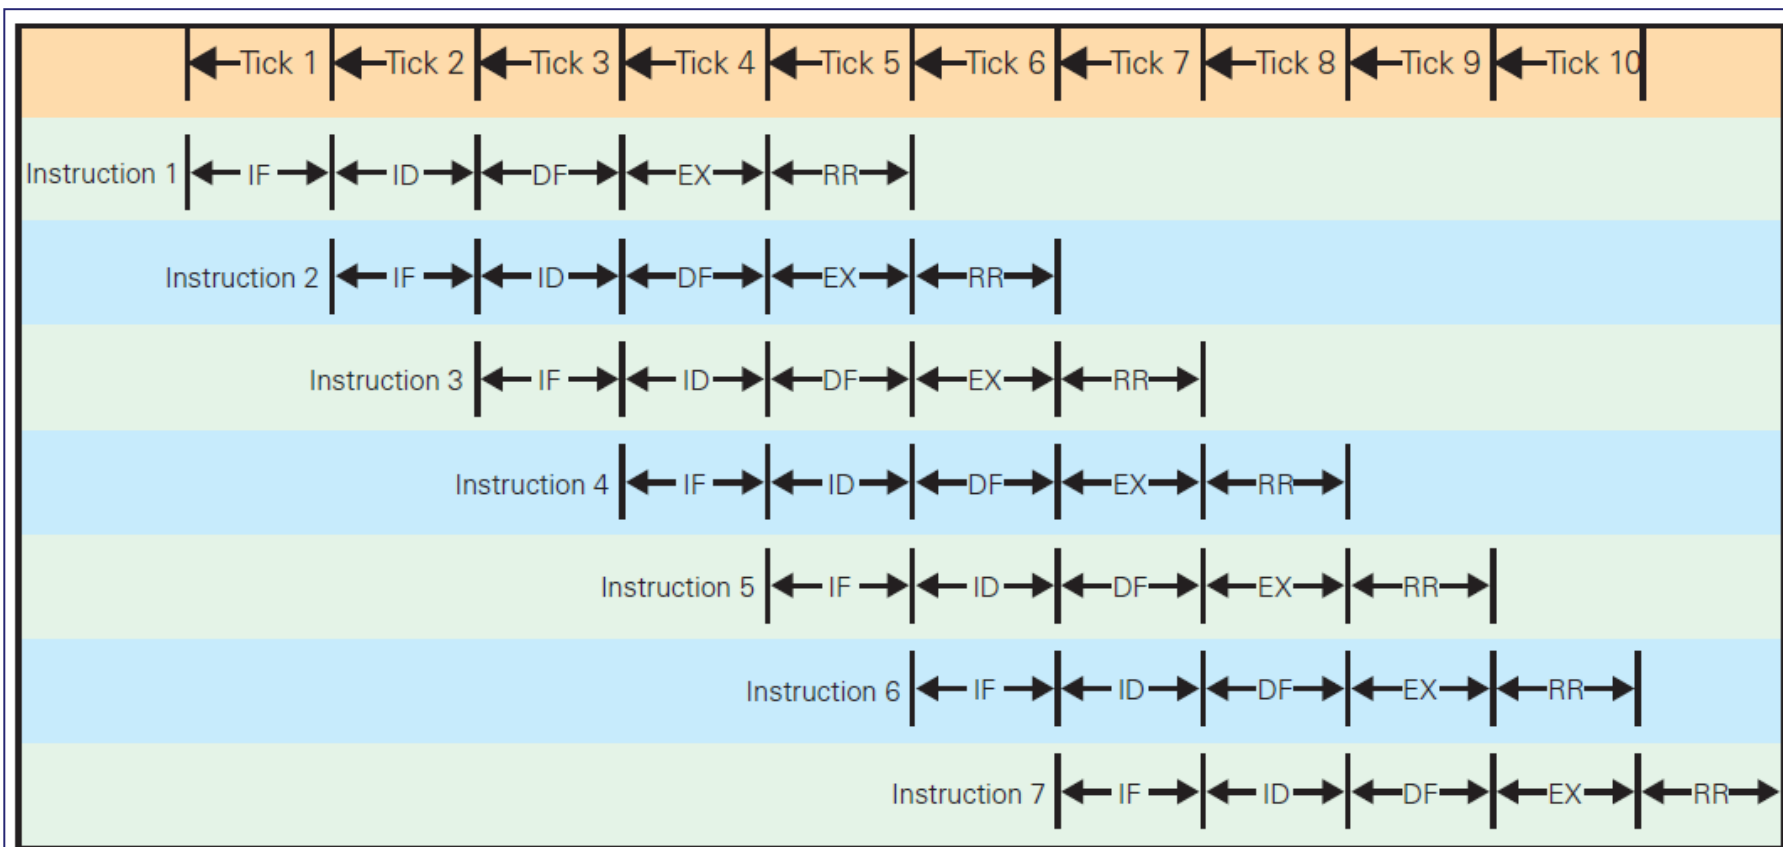 Tick 1 Tick 2 Tick 3 Tick 4 Tick 5 Tick 6 Tick 7 Tick 8 Tick 9 Tick 10
Instruction 1 IF ID DF EX RR
Instruction 2 IF ID DF EX RR
Instruction 3 IF ID DF EX RR
Instruction 4 IF ID DF EX RR
Instruction 5 IF ID DF EX RR
Instruction 6 IF ID DF EX RR
Instruction 7 IF ID DF EX RR